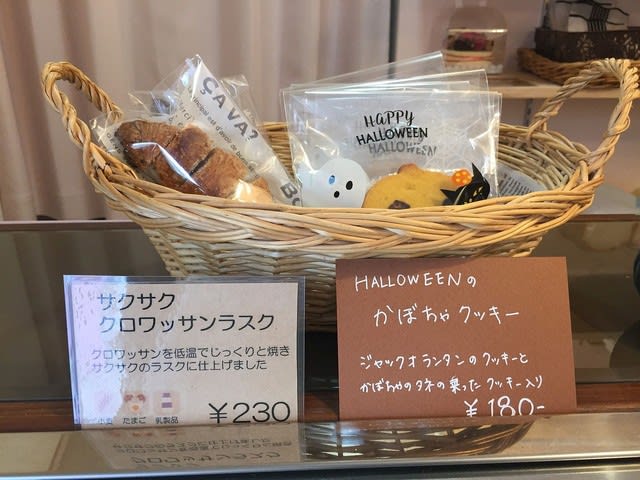 ÇA VA?
HAPPY
HALLOWEEN
サクサク
クロワッサンラスク
クロワッサンを低温でじっくりと焼き
サクサクのラスクに仕上げました
小麦 たまご 乳製品
¥230
HALLOWEENの
かぼちゃクッキー
ジャックオランタンのクッキーと
かぼちゃのタネの乗ったクッキー入り
¥180-